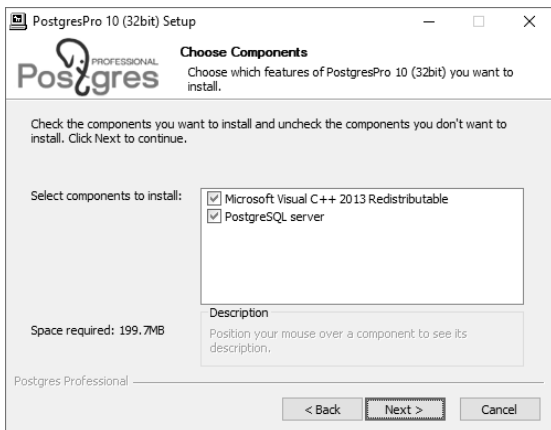 PostgresPro 10 (32bit) Setup
PROFESSIONAL
Postgres
Choose Components
Choose which features of PostgresPro 10 (32bit) you want to
install.
Check the components you want to install and uncheck the components you don't want to
install. Click Next to continue.
Select components to install:
Microsoft Visual C++ 2013 Redistributable
PostgreSQL server
Space required: 199.7MB
Description
Position your mouse over a component to see its
description.
Postgres Professional
< Back
Next >
Cancel